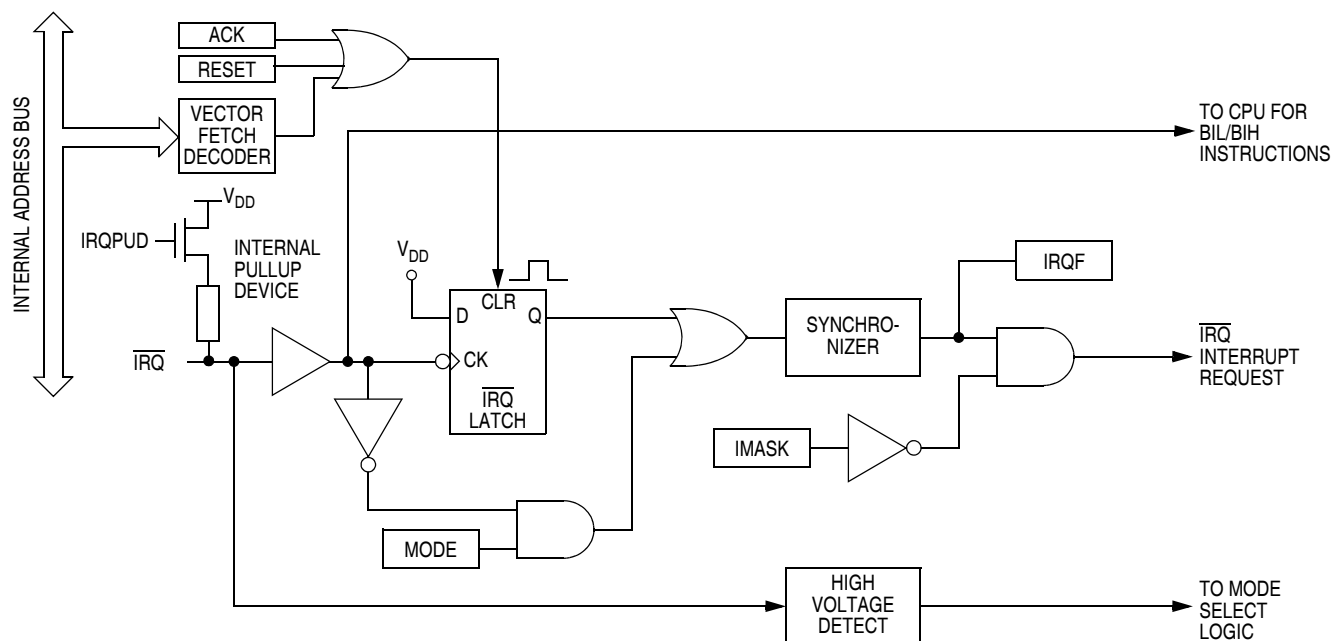 INTERNAL ADDRESS BUS
ACK
RESET
VECTOR
FETCH
DECODER
TO CPU FOR
BIL/BIH
INSTRUCTIONS
VDD
IRQPUD
INTERNAL
PULLUP
DEVICE
VDD
CLR
D
Q
CK
IRQ
LATCH
IRQ
SYNCHRO-
NIZER
IRQF
IRQ
INTERRUPT
REQUEST
IMASK
MODE
HIGH
VOLTAGE
DETECT
TO MODE
SELECT
LOGIC